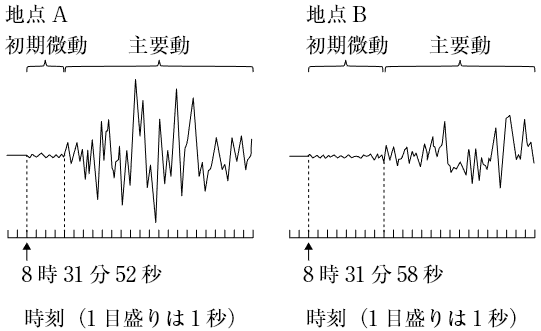 地点 A
初期微動 主要動
8 時 31 分 52 秒
時刻（1 目盛りは 1 秒）
地点 B
初期微動 主要動
8 時 31 分 58 秒
時刻（1 目盛りは 1 秒）